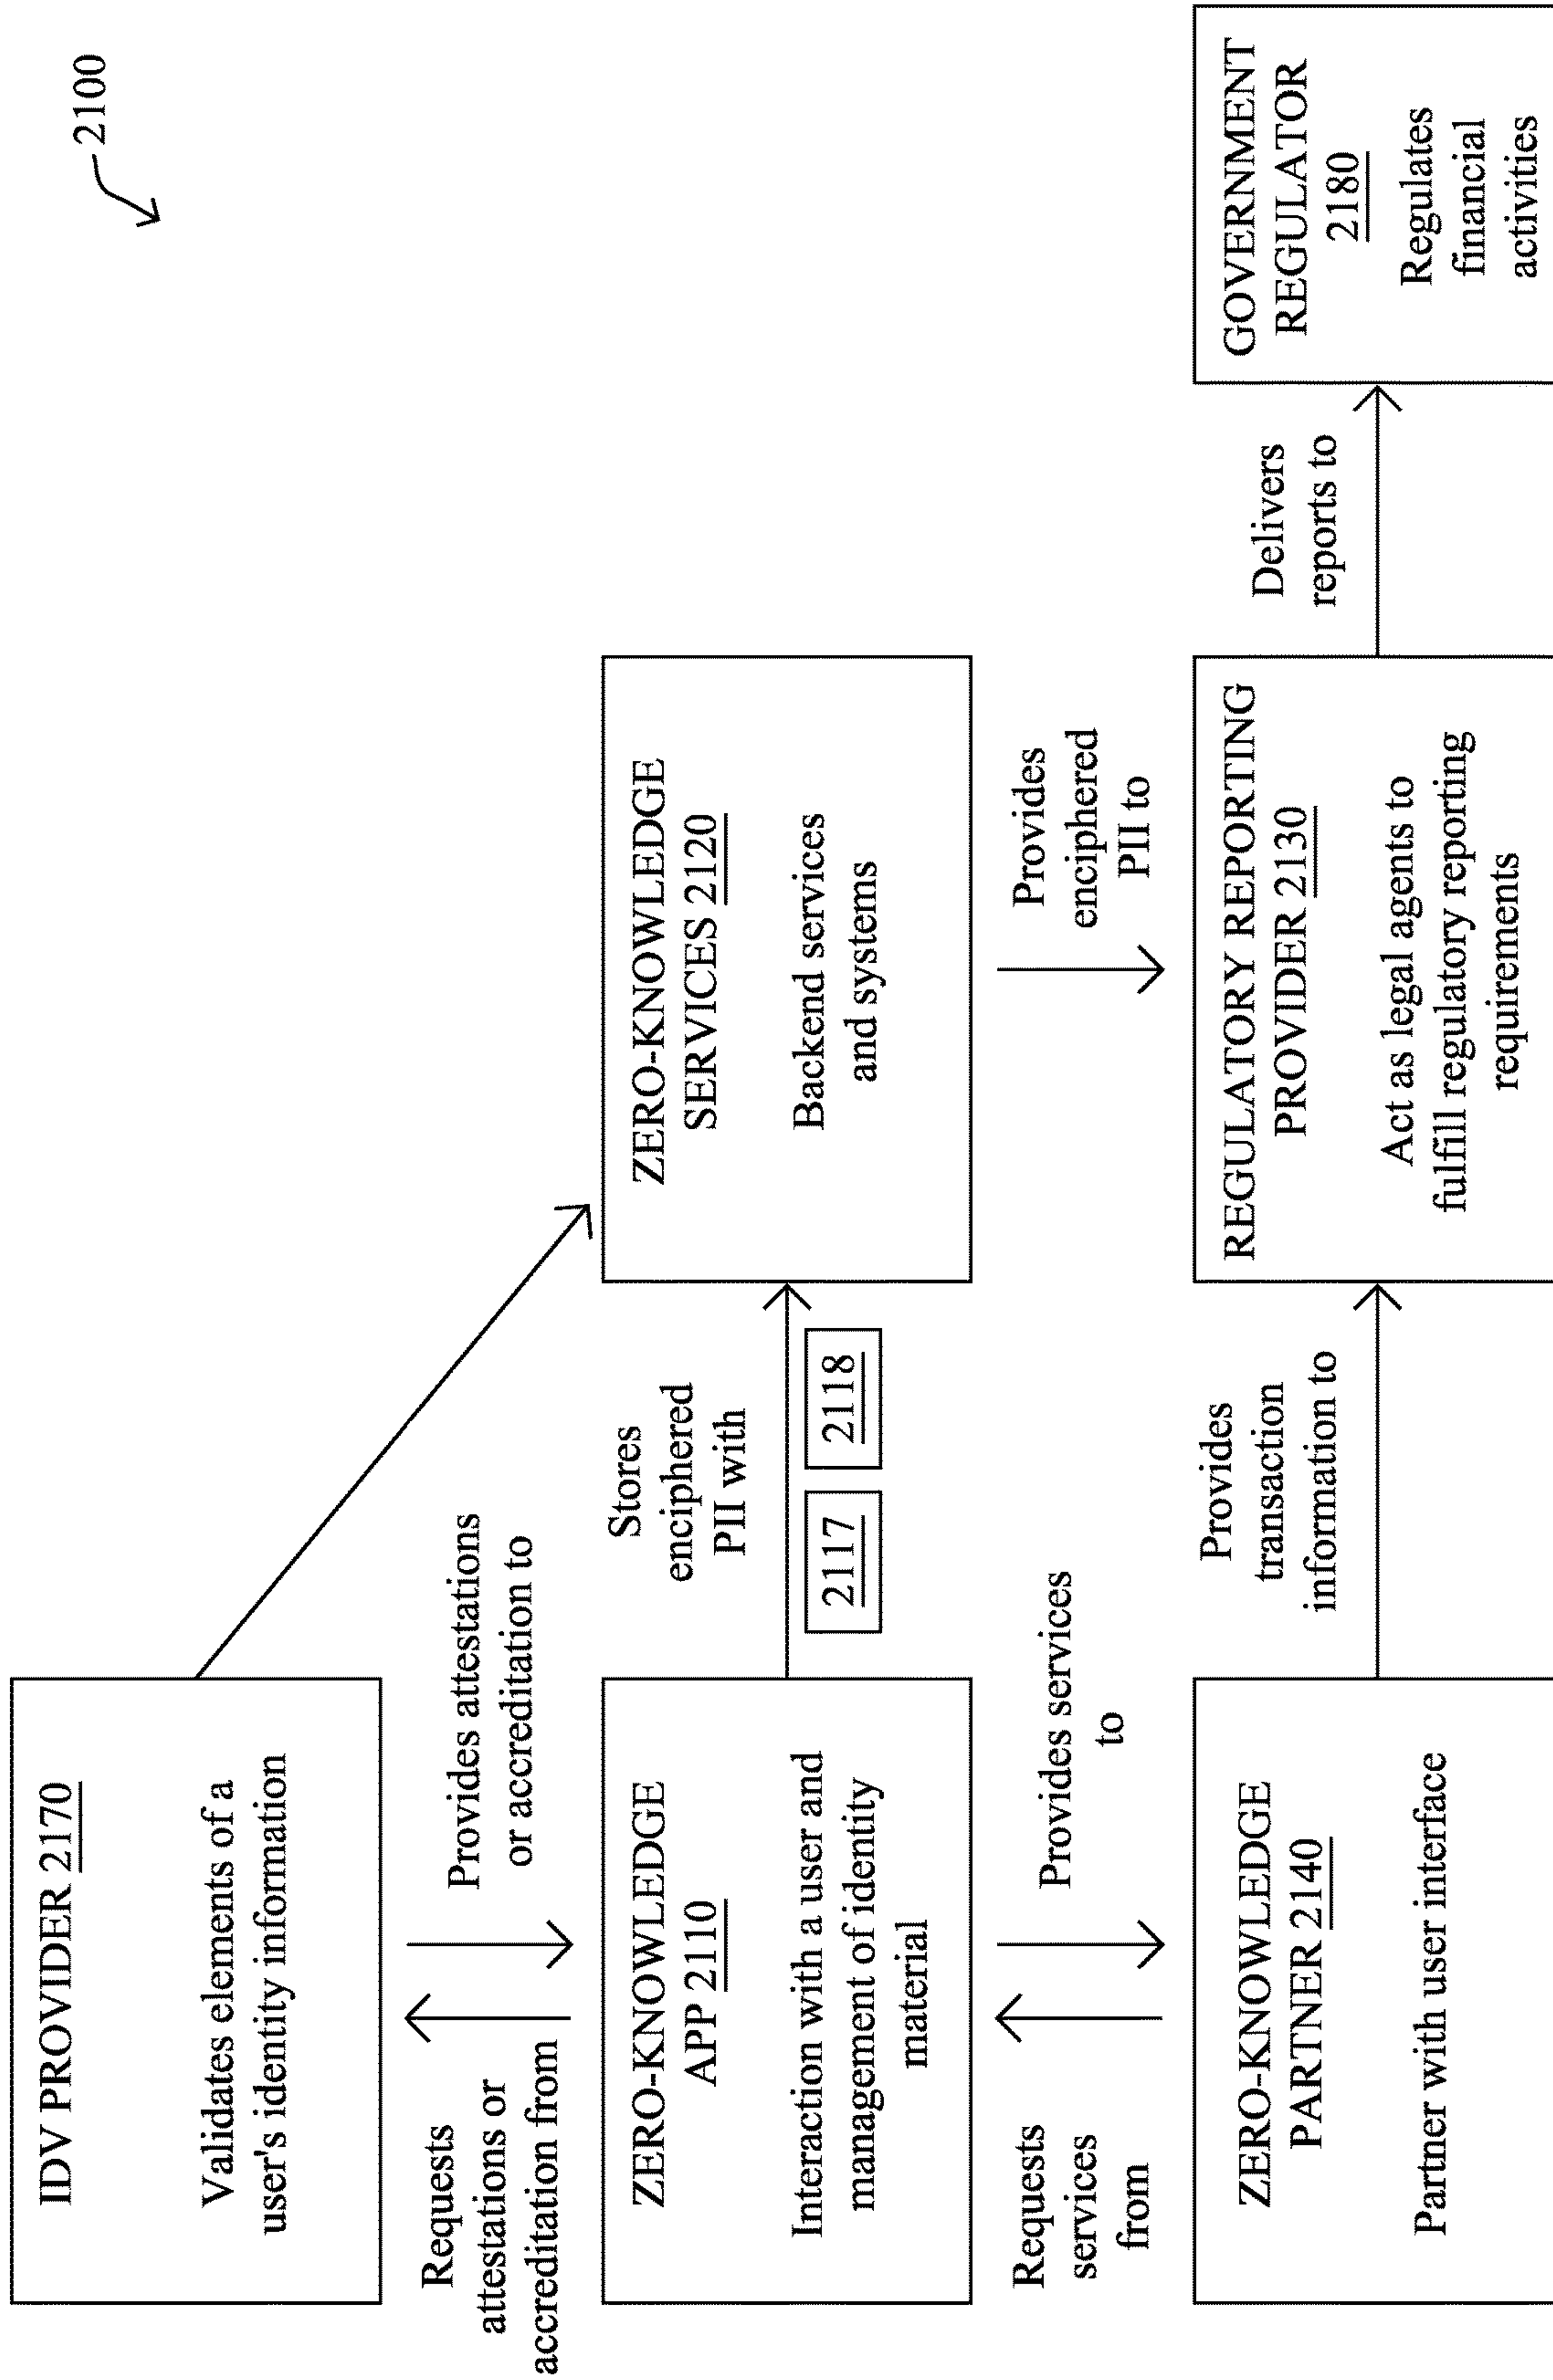 2100
IDV PROVIDER 2170
Validates elements of a
user's identity information
Requests
attestations or
accreditation from
Provides attestations
or accreditation to
ZERO-KNOWLEDGE
APP 2110
Interaction with a user and
management of identity
material
Stores
enciphered
PII with
2117
2118
ZERO-KNOWLEDGE
SERVICES 2120
Backend services
and systems
Requests
services
from
Provides services
to
Provides
enciphered
PII to
ZERO-KNOWLEDGE
PARTNER 2140
Partner with user interface
Provides
transaction
information to
REGULATORY REPORTING
PROVIDER 2130
Act as legal agents to
fulfill regulatory reporting
requirements
Delivers
reports to
GOVERNMENT
REGULATOR
2180
Regulates
financial
activities